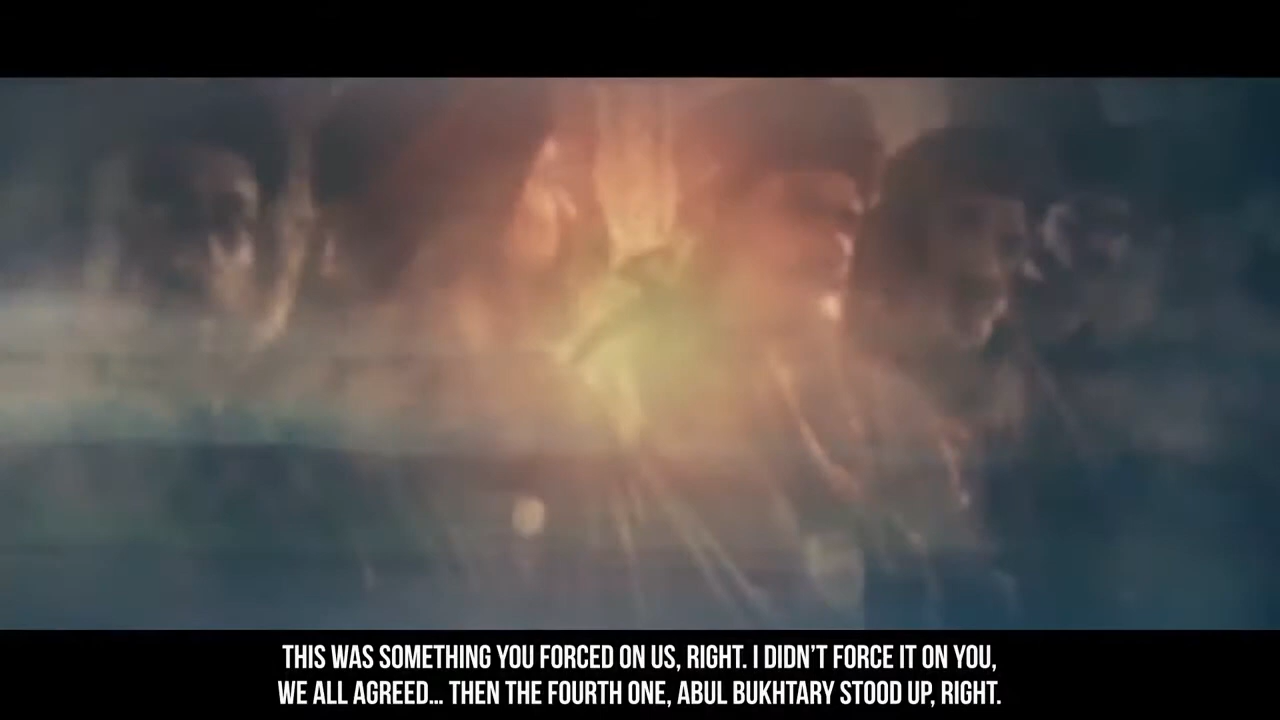 THIS WAS SOMETHING YOU FORCED ON US, RIGHT. I DIDN'T FORCE IT ON YOU,
WE ALL AGREED... THEN THE FOURTH ONE, ABUL BUKHTARY STOOD UP, RIGHT.